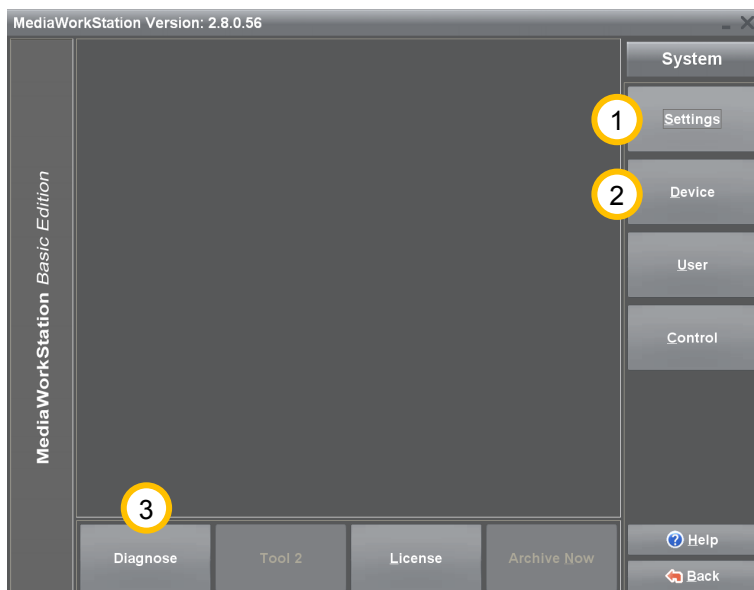 MediaWorkStation Version: 2.8.0.56
System
1
Settings
2
Device
User
Control
MediaWorkStation Basic Edition
3
Diagnose
Tool 2
License
Archive Now
Help
Back